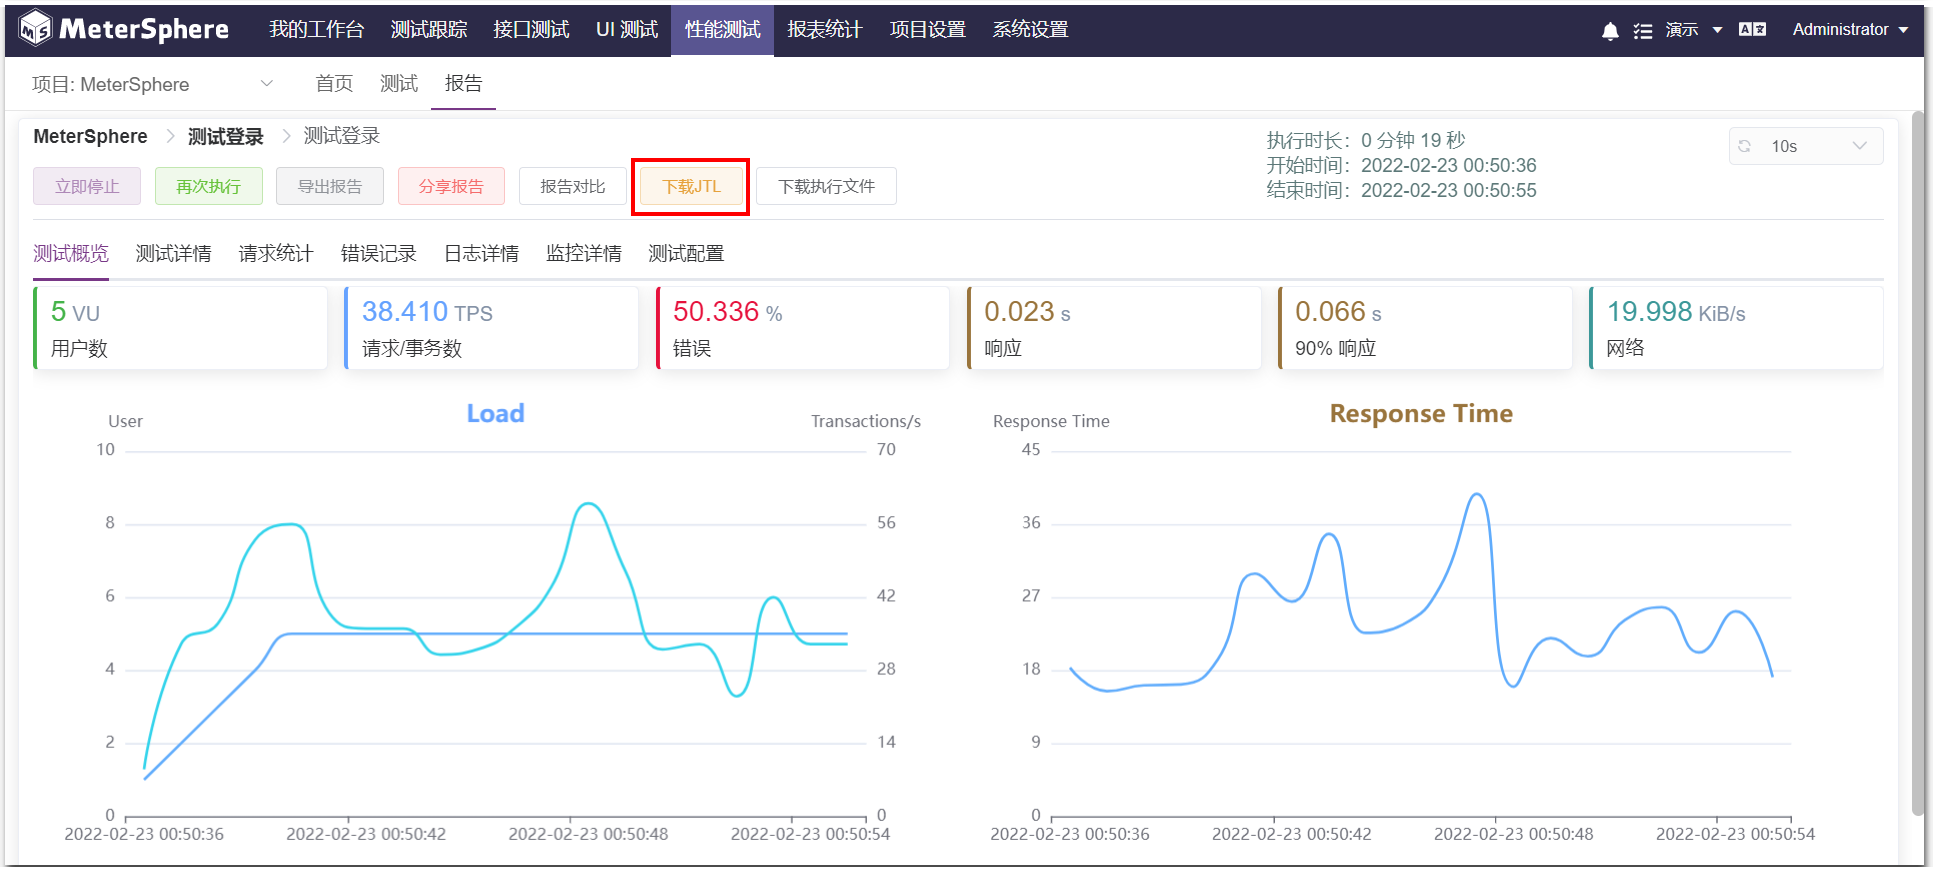 MeterSphere 我的工作台 测试跟踪 接口测试 UI 测试 性能测试 报表统计 项目设置 系统设置 演示 Administrator
项目: MeterSphere 首页 测试 报告
MeterSphere 测试登录 测试登录
执行时长： 0 分钟 19 秒
开始时间： 2022-02-23 00:50:36
结束时间： 2022-02-23 00:50:55
10s
立即停止 再次执行 导出报告 分享报告 报告对比 下载JTL 下载执行文件
测试概览 测试详情 请求统计 错误记录 日志详情 监控详情 测试配置
5 VU
用户数
38.410 TPS
请求/事务数
50.336 %
错误
0.023 s
响应
0.066 s
90% 响应
19.998 KiB/s
网络
Load
User
Transactions/s
10
8
6
4
2
0
70
56
42
28
14
0
2022-02-23 00:50:36 2022-02-23 00:50:42 2022-02-23 00:50:48 2022-02-23 00:50:54
Response Time
Response Time
45
36
27
18
9
0
2022-02-23 00:50:36 2022-02-23 00:50:42 2022-02-23 00:50:48 2022-02-23 00:50:54